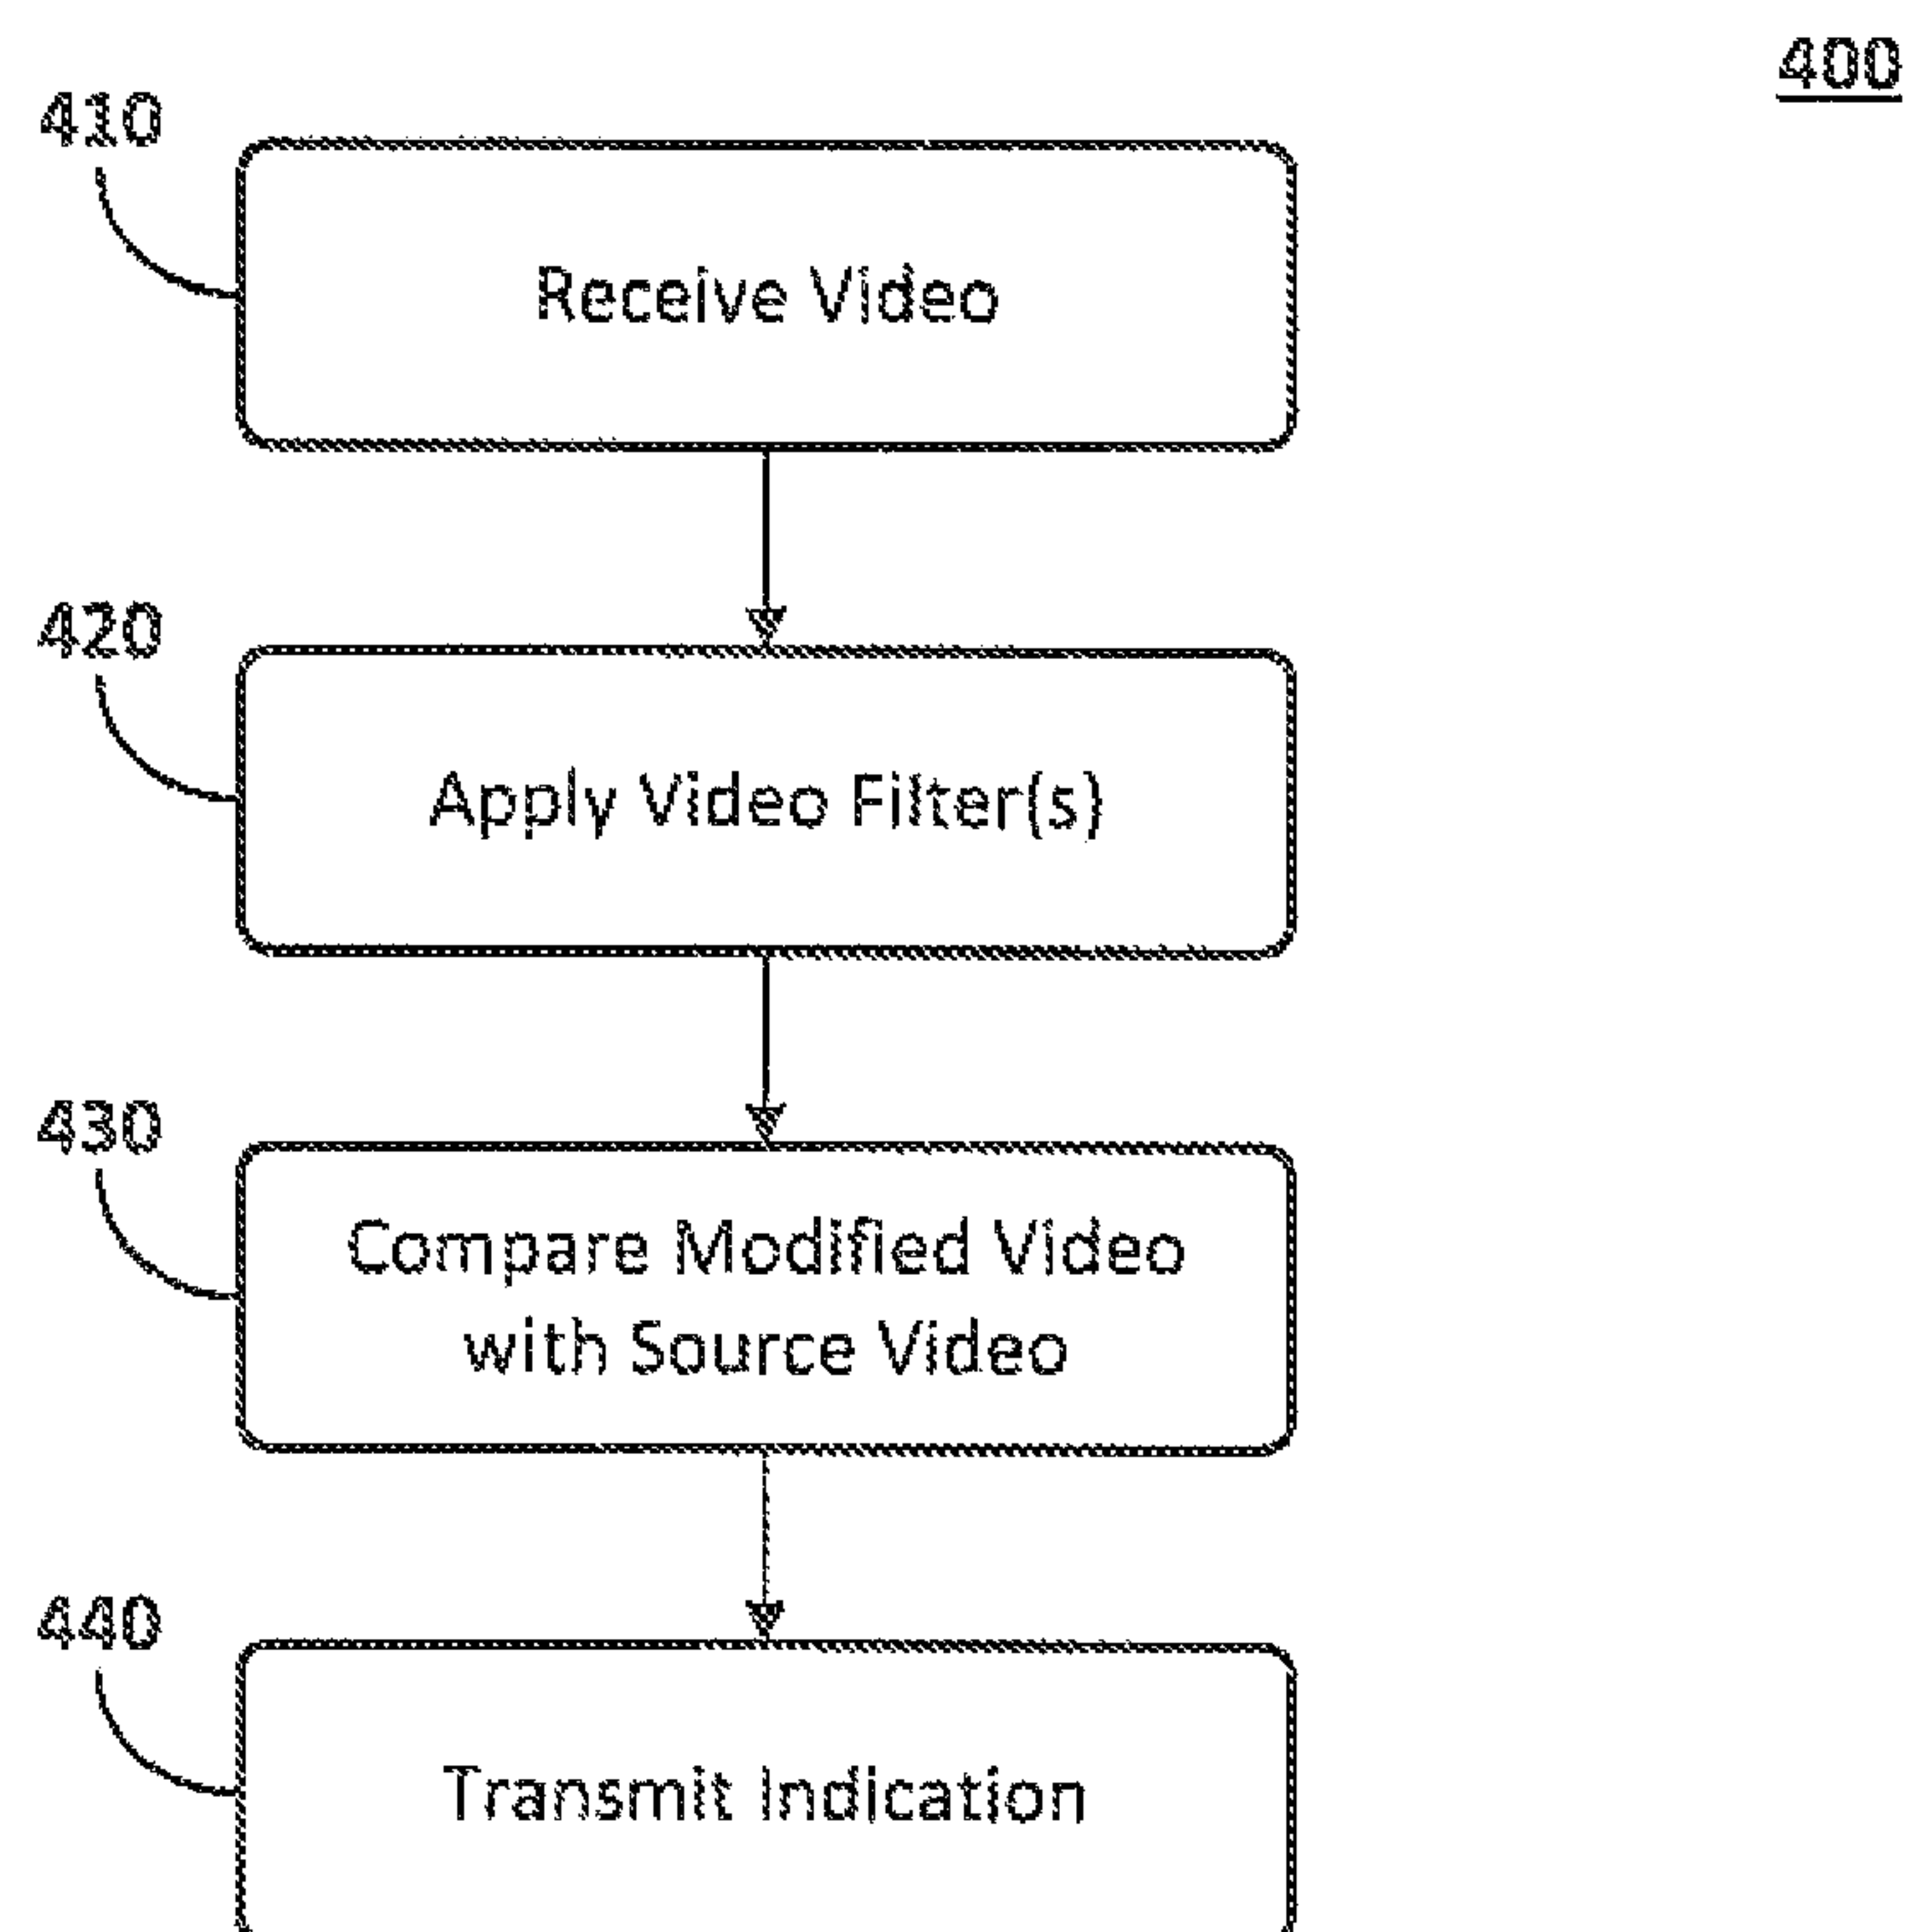 400
410
Receive Video
420
Apply Video Filter(s)
430
Compare Modified Video
with Source Video
440
Transmit Indication